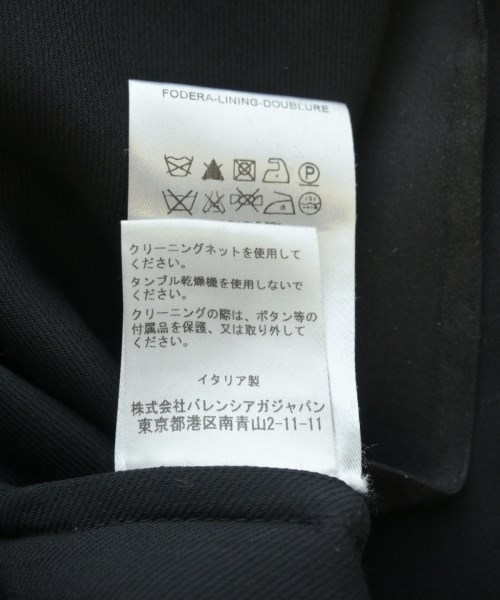 FODERA-LINING-DOUBLURE
P
クリーニングネットを使用して
ください。
タンブル乾燥機を使用しないで
ください。
クリーニングの際は、ボタン等の
付属品を保護、又は取り外して
ください。
イタリア製
株式会社バレンシアガジャパン
東京都港区南青山2-11-11